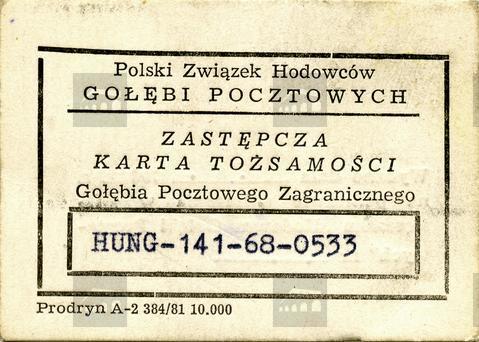 Polski Związek Hodowców
GOŁĘBI POCZTOWYCH
ZASTĘPCZA
KARTA TOŻSAMOŚCI
Gołębia Pocztowego Zagranicznego
HUNG-141-68-0533
Prodryn A-2 384/81 10.000